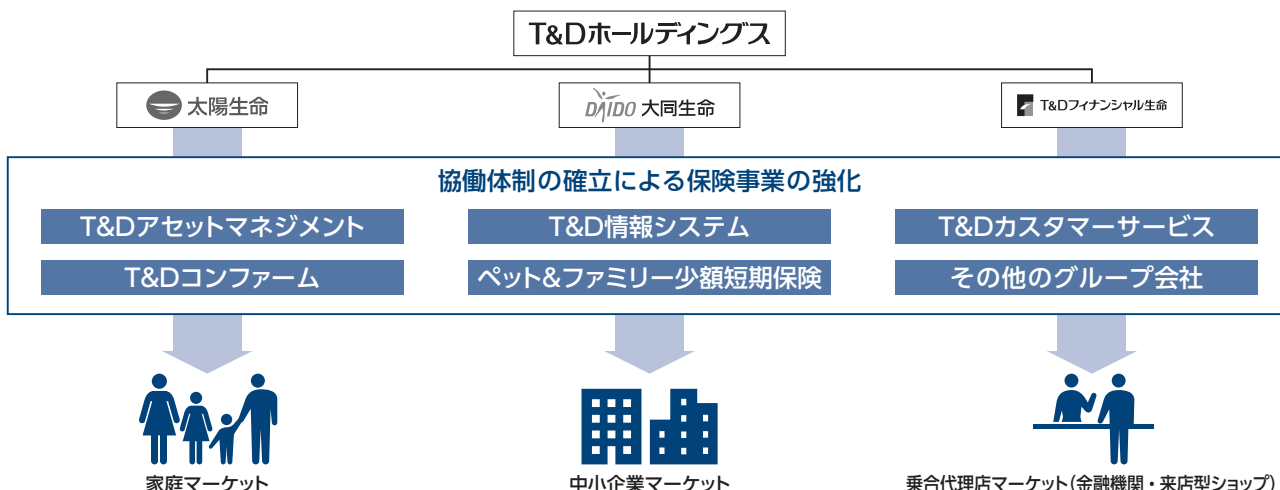 T&Dホールディングス
太陽生命
DAIDO 大同生命
T&Dフィナンシャル生命
協働体制の確立による保険事業の強化
T&Dアセットマネジメント
T&D情報システム
T&Dカスタマーサービス
T&Dコンファーム
ペット&ファミリー少額短期保険
その他のグループ会社
家庭マーケット
中小企業マーケット
乗合代理店マーケット(金融機関・来店型ショップ)